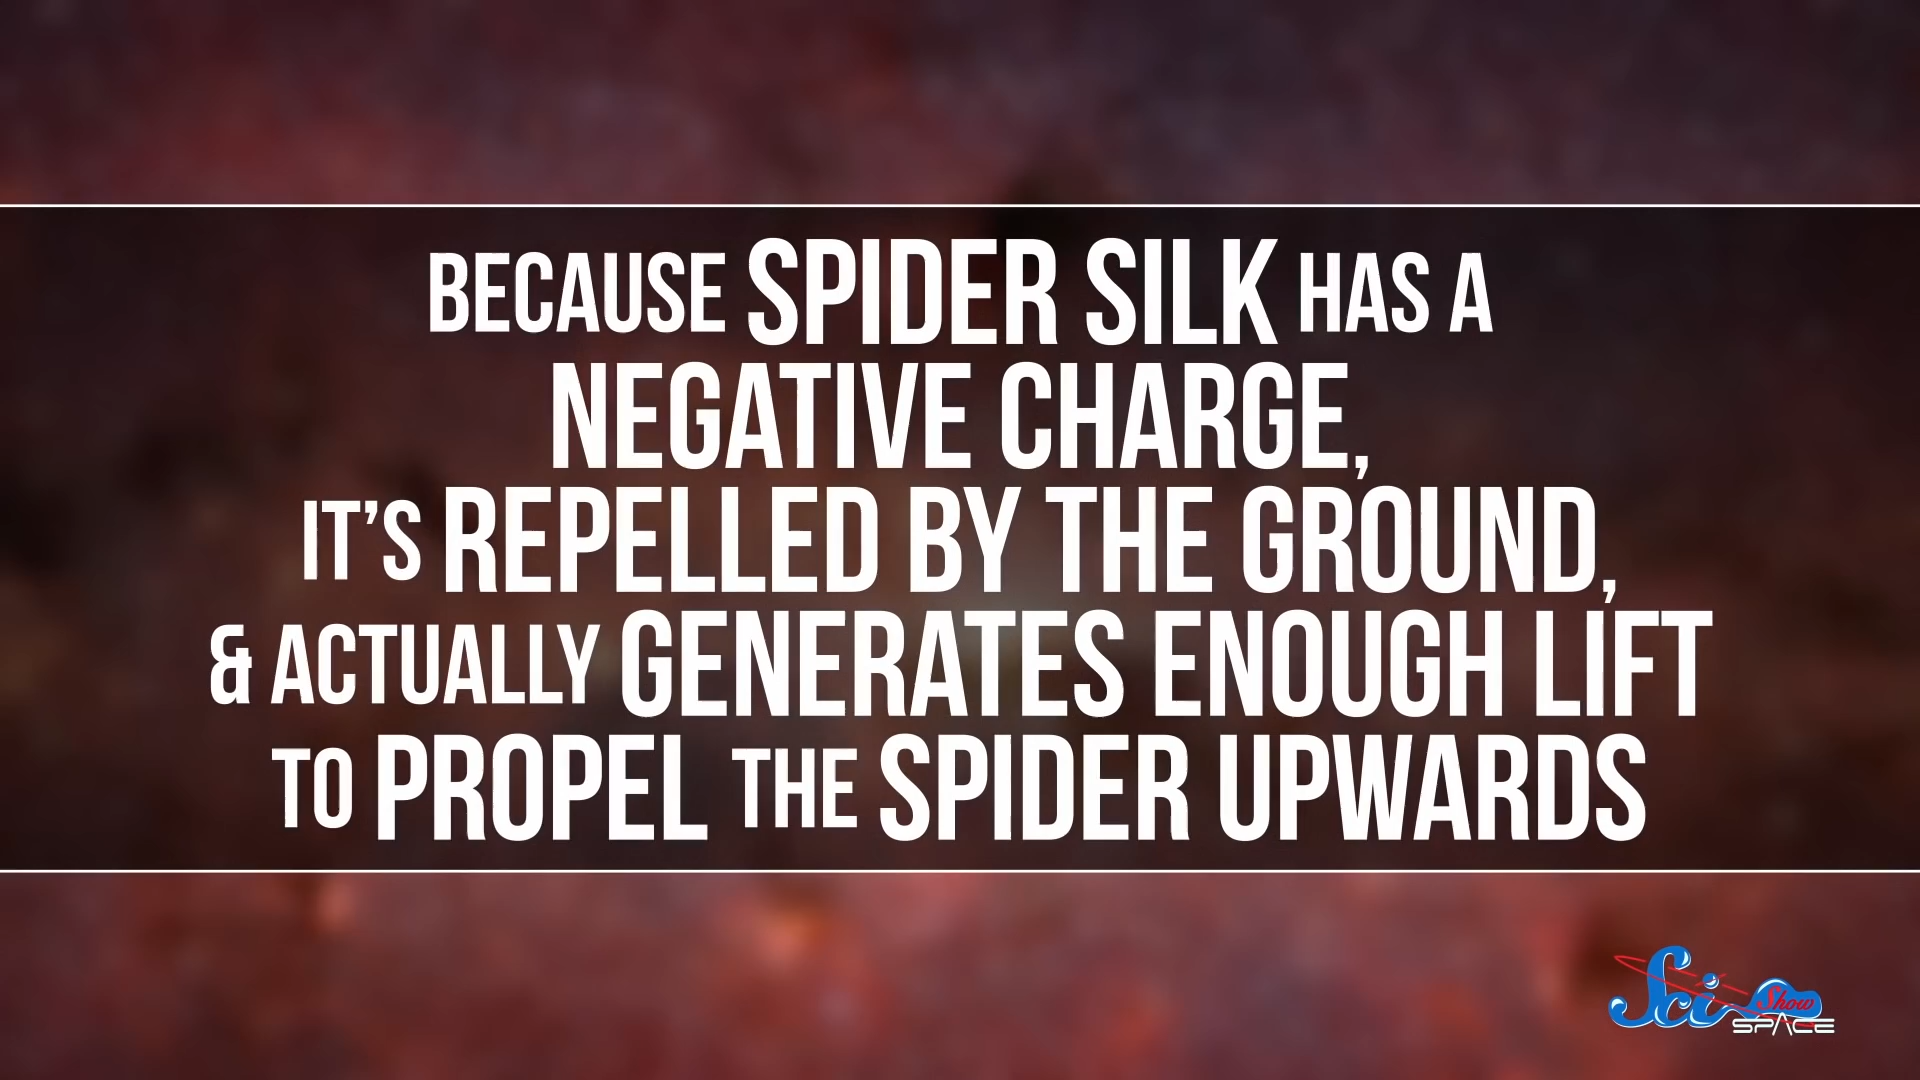 BECAUSE SPIDER SILK HAS A
NEGATIVE CHARGE,
IT'S REPELLED BY THE GROUND,
& ACTUALLY GENERATES ENOUGH LIFT
TO PROPEL THE SPIDER UPWARDS
Sci Show
SPACE